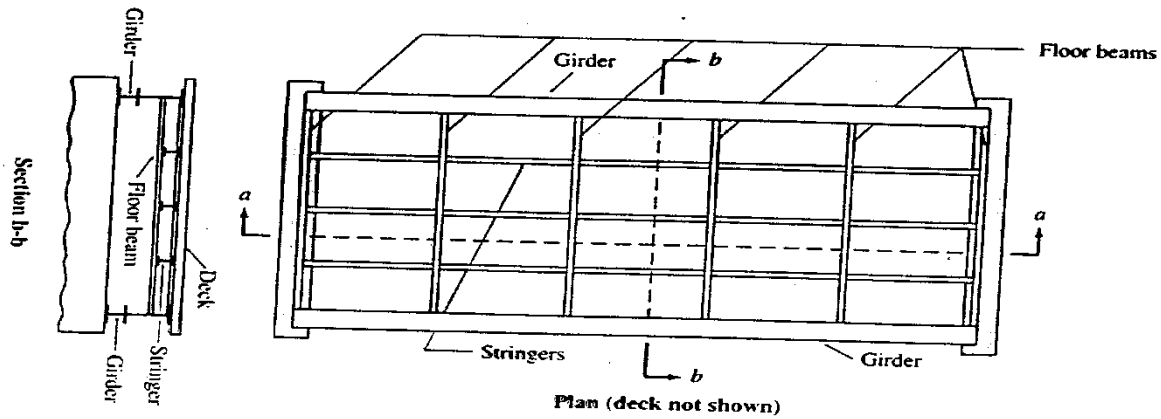 Girder
Floor beam
Deck
Stringer
Girder
Section b-b
Floor beams
Girder
b
a
a
Stringers
b
Girder
Plan (deck not shown)